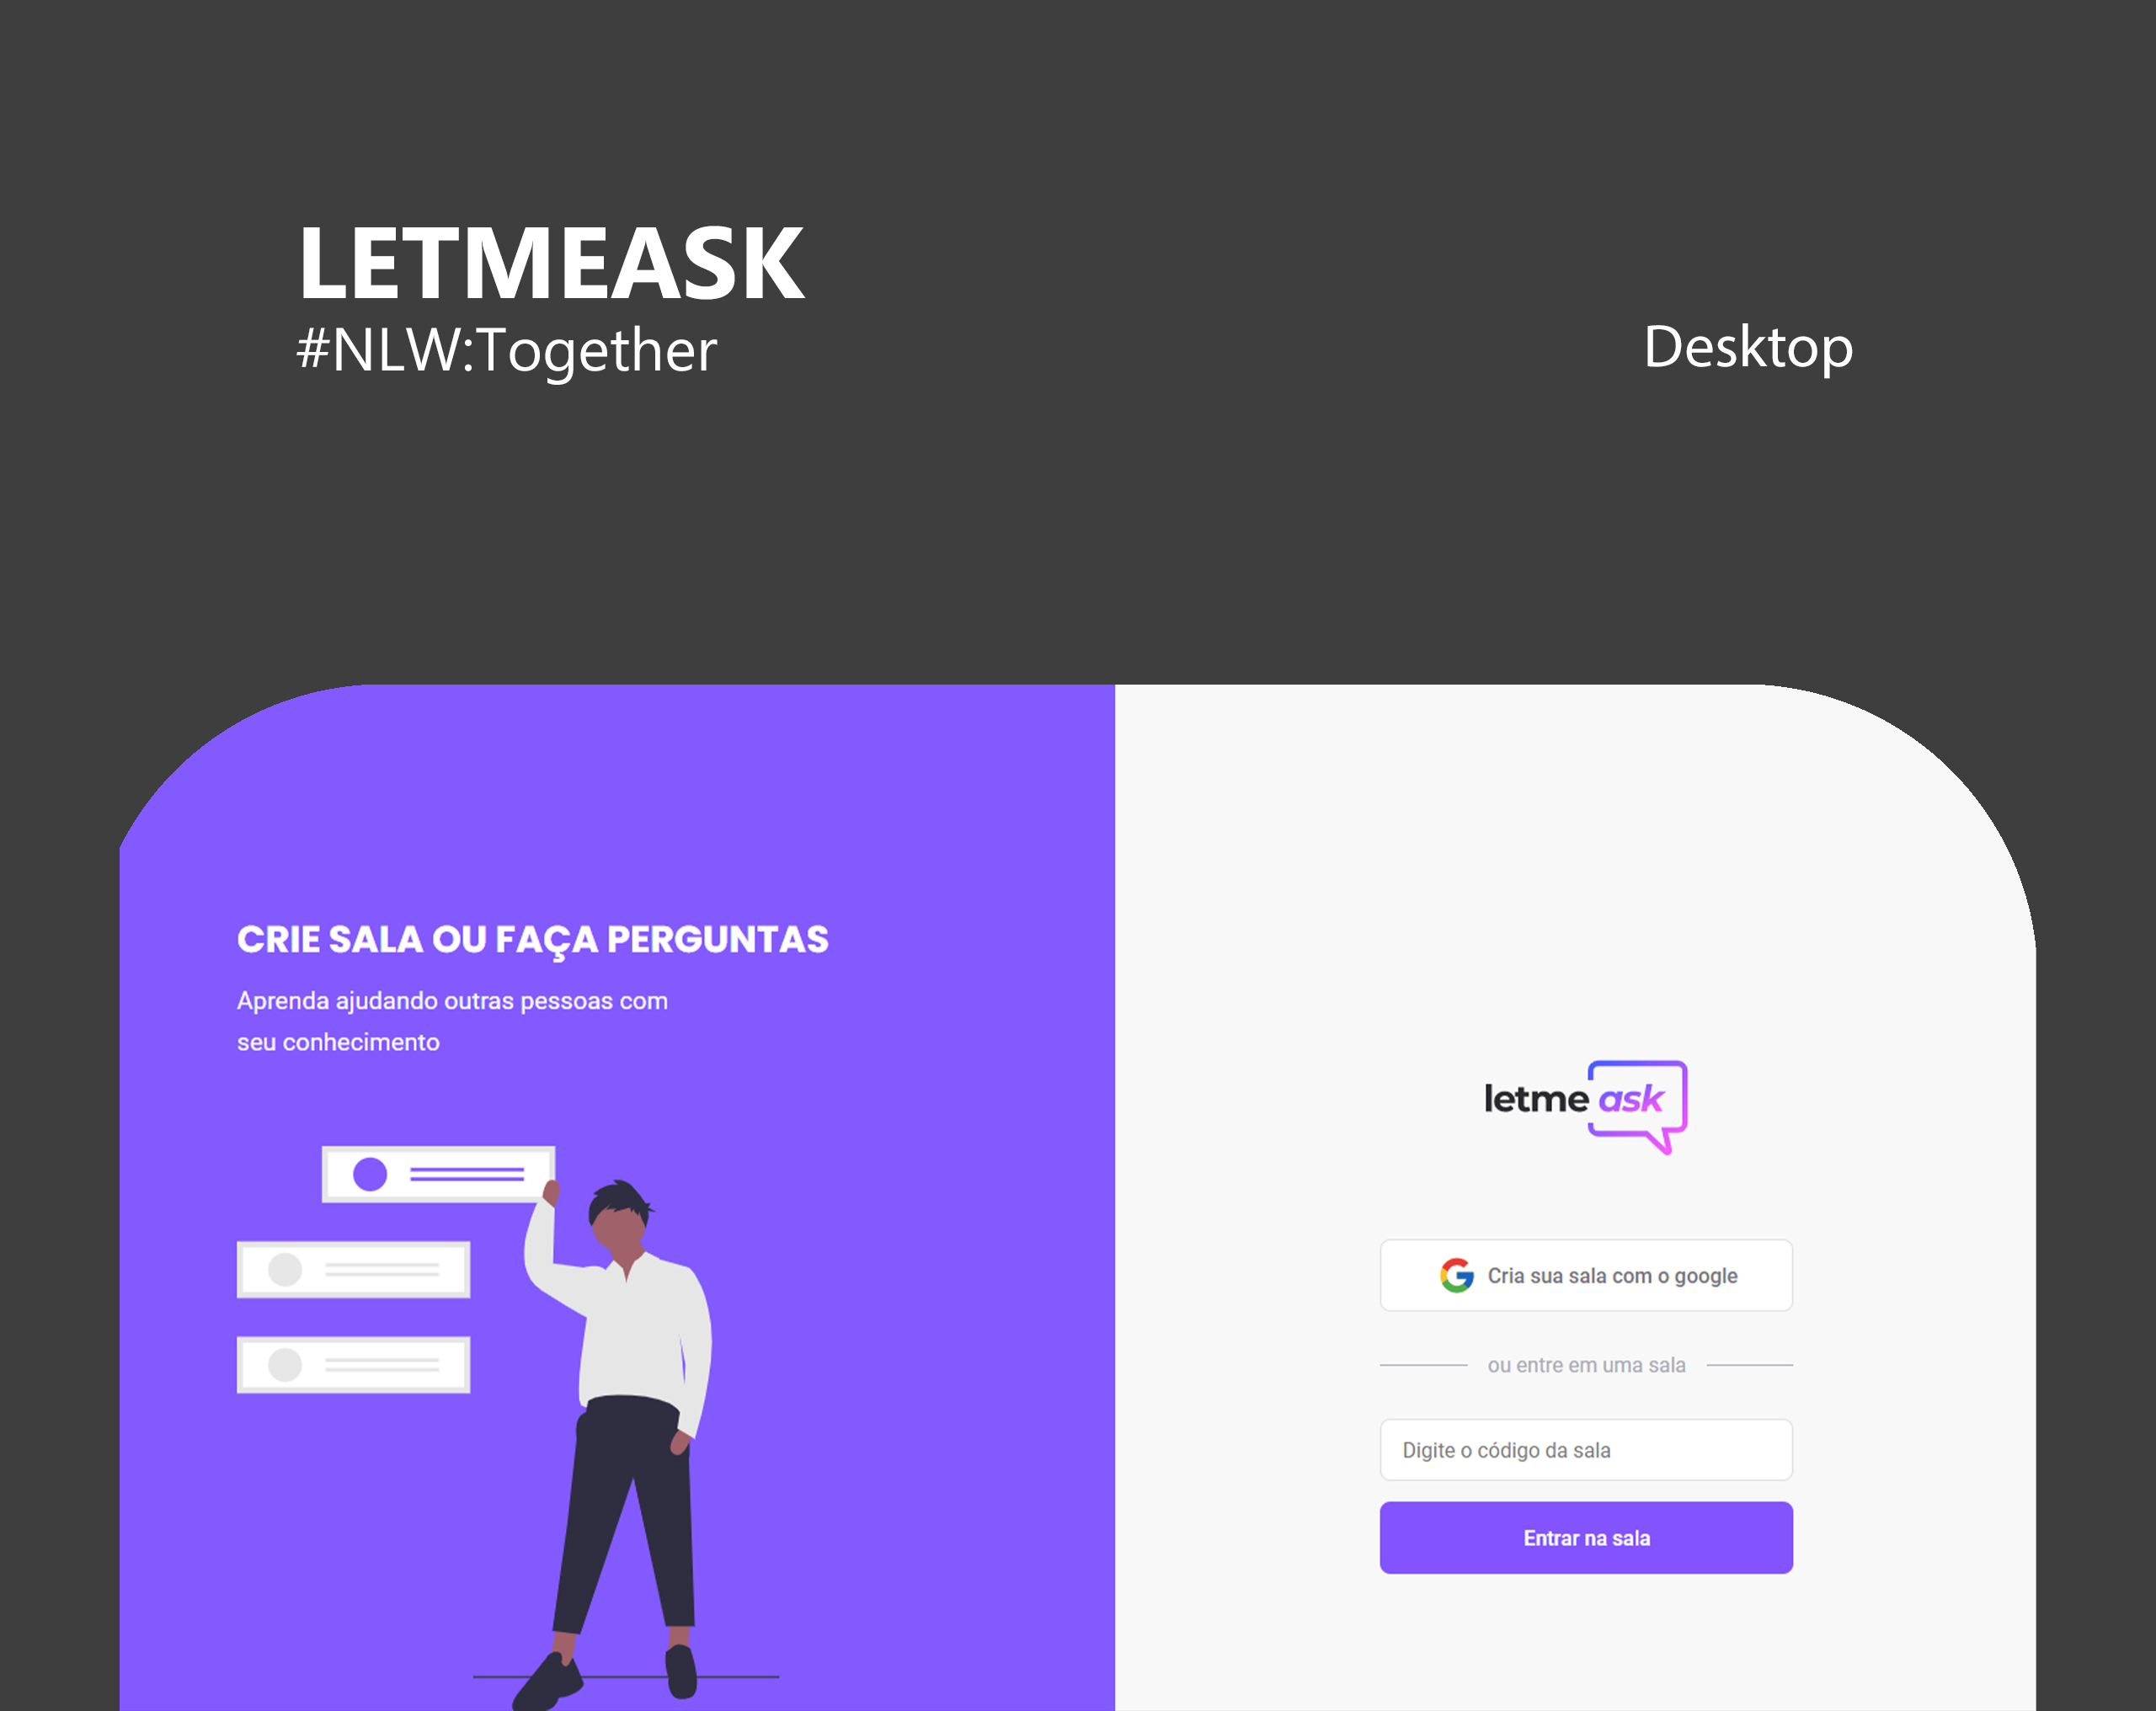 LETMEASK
#NLW:Together
Desktop
CRIE SALA OU FAÇA PERGUNTAS
Aprenda ajudando outras pessoas com
seu conhecimento
letme ask
Cria sua sala com o google
ou entre em uma sala
Digite o código da sala
Entrar na sala